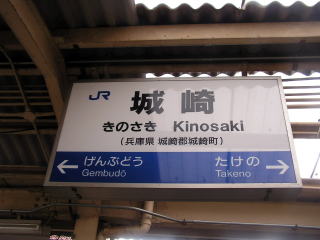 JR 城崎
きのさき Kinosaki
(兵庫県 城崎郡城崎町)
げんぶどう たけの
Gembudō Takeno